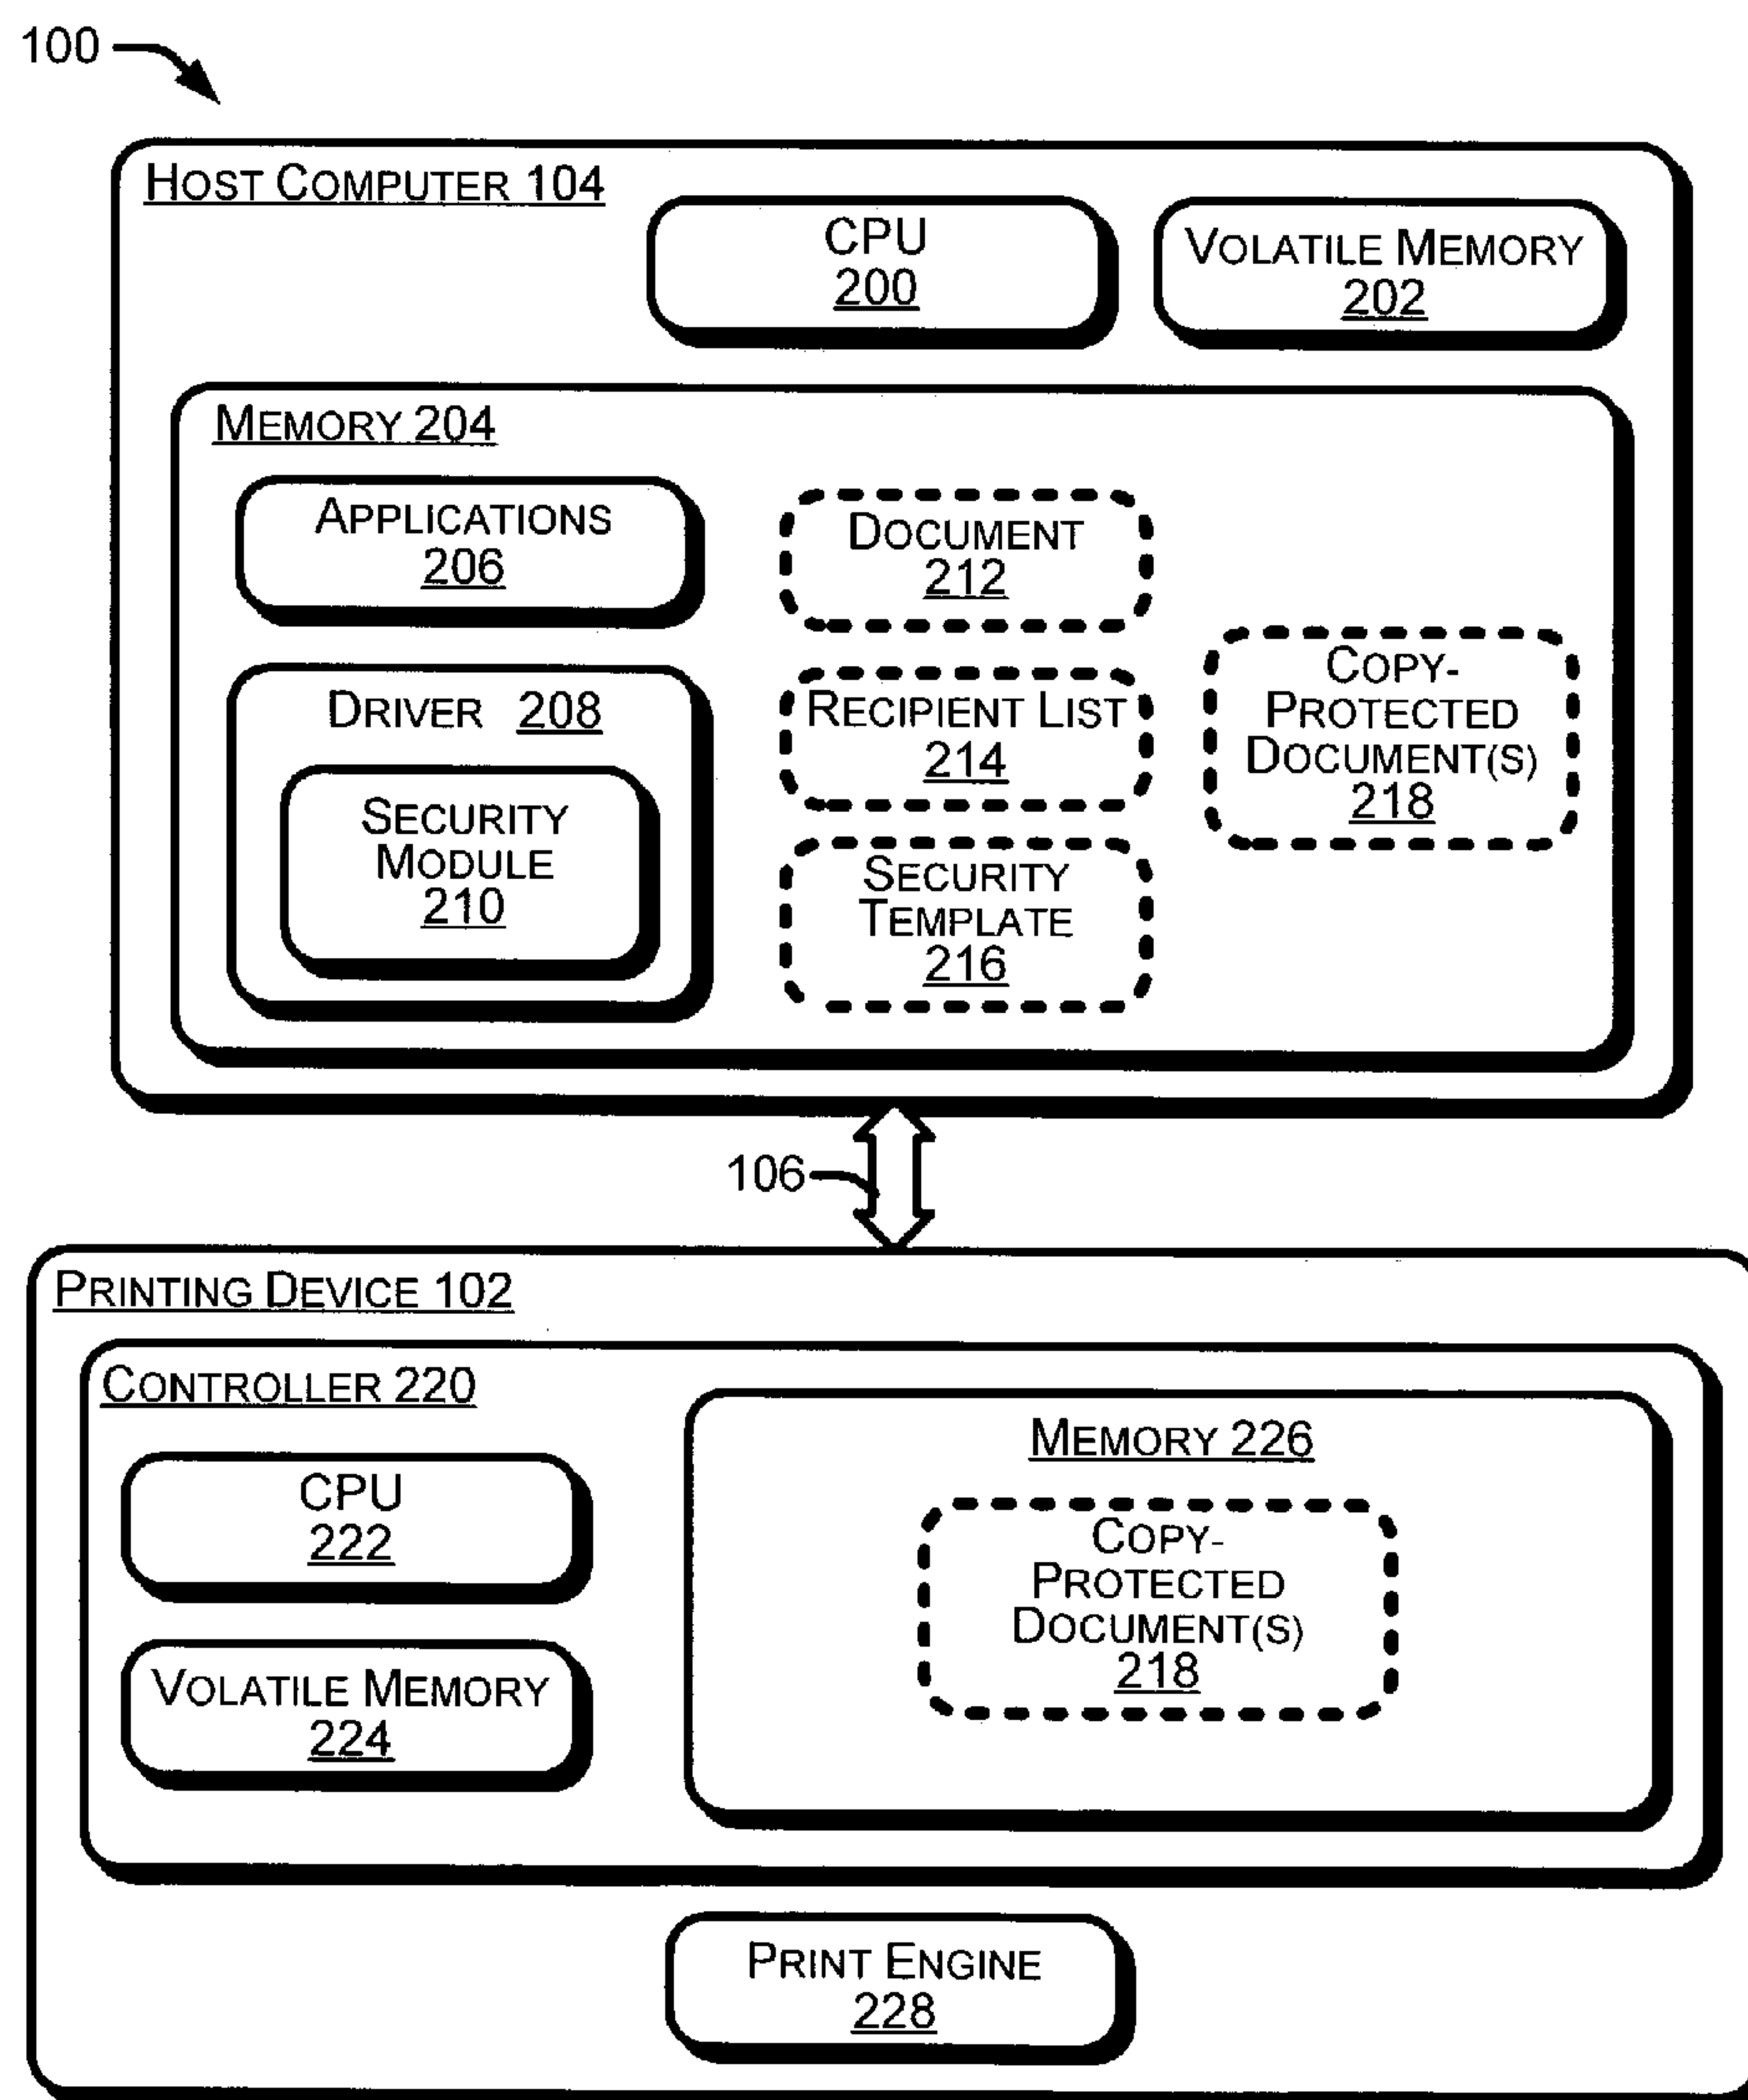 100
HOST COMPUTER 104
CPU
200
VOLATILE MEMORY
202
MEMORY 204
APPLICATIONS
206
DRIVER 208
SECURITY
MODULE
210
DOCUMENT
212
RECIPIENT LIST
214
SECURITY
TEMPLATE
216
COPY-
PROTECTED
DOCUMENT(S)
218
106
PRINTING DEVICE 102
CONTROLLER 220
CPU
222
VOLATILE MEMORY
224
MEMORY 226
COPY-
PROTECTED
DOCUMENT(S)
218
PRINT ENGINE
228